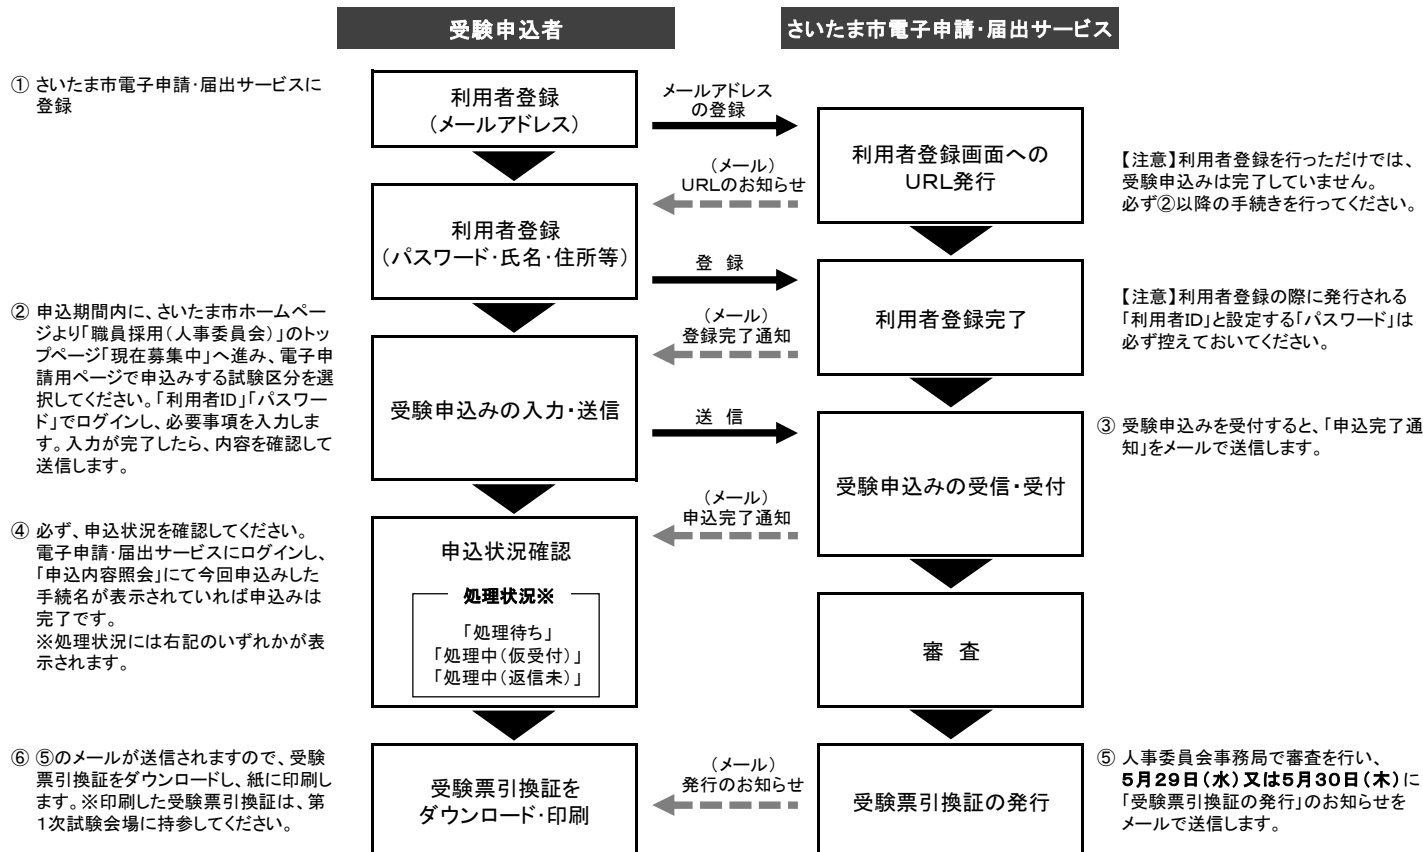 受験申込者
さいたま市電子申請・届出サービス
① さいたま市電子申請・届出サービスに
登録
利用者登録
（メールアドレス）
メールアドレス
の登録
利用者登録画面への
URL発行
（メール）
URLのお知らせ
【注意】利用者登録を行っただけでは、
受験申込みは完了していません。
必ず②以降の手続きを行ってください。
利用者登録
（パスワード・氏名・住所等）
登 録
利用者登録完了
（メール）
登録完了通知
【注意】利用者登録の際に発行される
「利用者ID」と設定する「パスワード」は
必ず控えておいてください。
② 申込期間内に、さいたま市ホームペー
ジより「職員採用（人事委員会）」のトッ
プページ「現在募集中」へ進み、電子申
請用ページで申込みする試験区分を選
択してください。「利用者ID」「パスワー
ド」でログインし、必要事項を入力しま
す。入力が完了したら、内容を確認して
送信します。
受験申込みの入力・送信
送 信
受験申込みの受信・受付
③ 受験申込みを受付すると、「申込完了通
知」をメールで送信します。
（メール）
申込完了通知
④ 必ず、申込状況を確認してください。
電子申請・届出サービスにログインし、
「申込内容照会」にて今回申込みした
手続名が表示されていれば申込みは
完了です。
※処理状況には右記のいずれかが表
示されます。
申込状況確認
処理状況※
「処理待ち」
「処理中（仮受付）」
「処理中（返信未）」
審 査
⑤ 人事委員会事務局で審査を行い、
5月29日（水）又は5月30日（木）に
「受験票引換証の発行」のお知らせを
メールで送信します。
受験票引換証の発行
（メール）
発行のお知らせ
⑥ ⑤のメールが送信されますので、受験
票引換証をダウンロードし、紙に印刷し
ます。※印刷した受験票引換証は、第
1次試験会場に持参してください。
受験票引換証を
ダウンロード・印刷